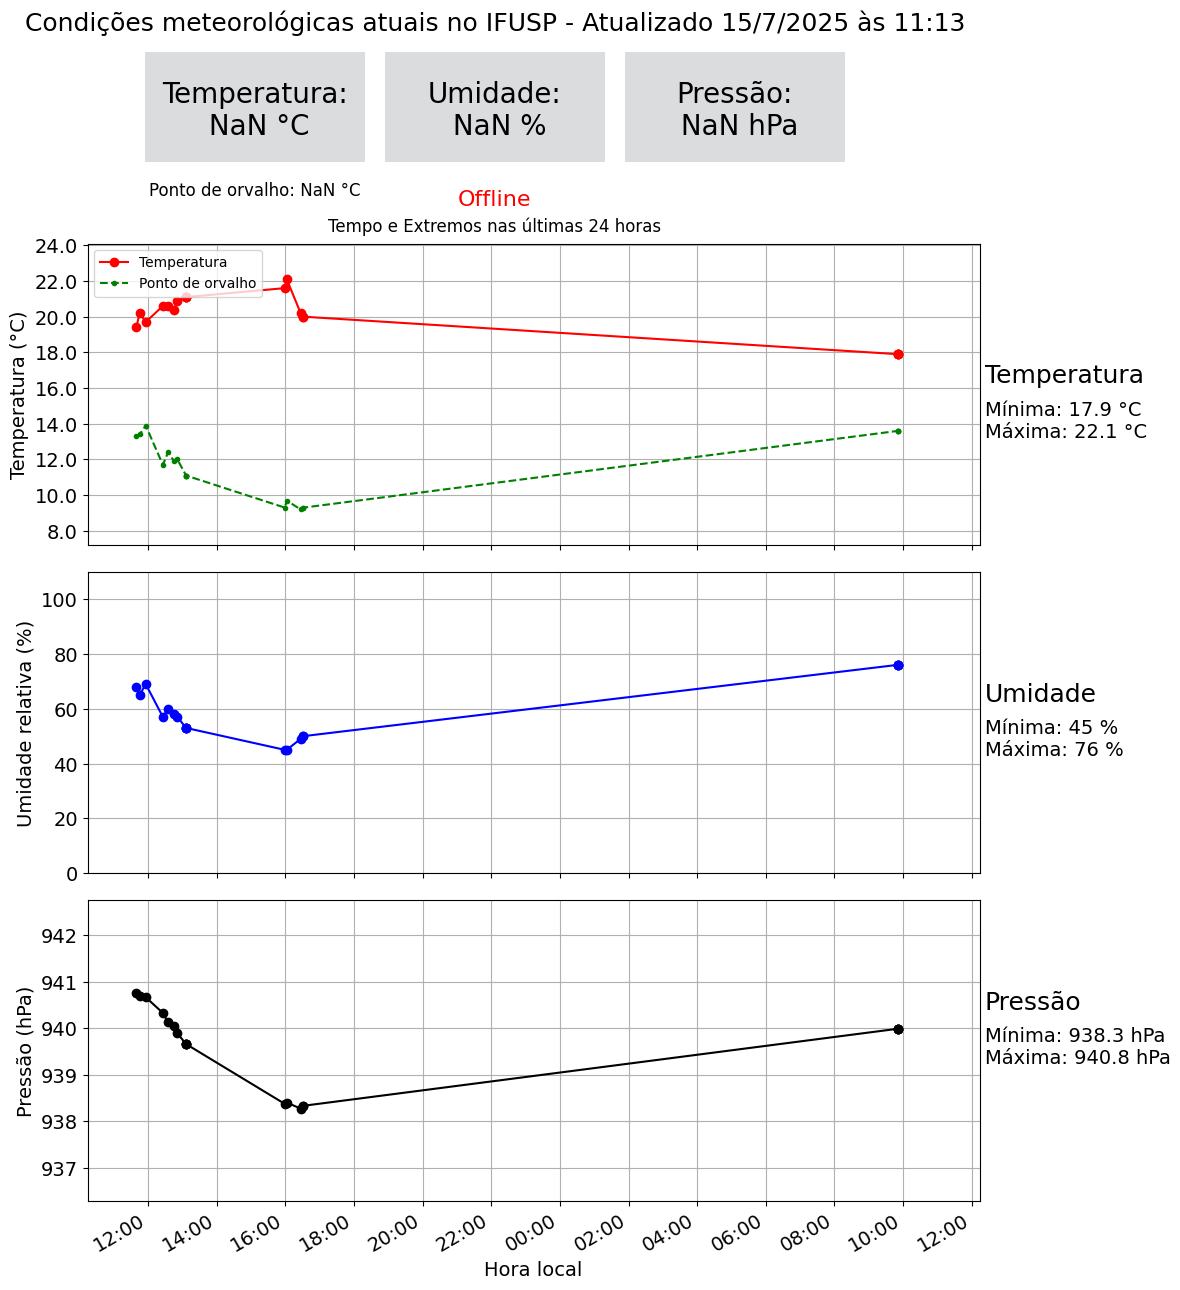 Condições meteorológicas atuais no IFUSP - Atualizado 15/7/2025 às 11:13
Temperatura:
NaN °C
Umidade:
NaN %
Pressão:
NaN hPa
Ponto de orvalho: NaN °C
Offline
Tempo e Extremos nas últimas 24 horas
Temperatura (°C)
24.0
22.0
20.0
18.0
16.0
14.0
12.0
10.0
8.0
Temperatura
Ponto de orvalho
Temperatura
Mínima: 17.9 °C
Máxima: 22.1 °C
Umidade relativa (%)
100
80
60
40
20
0
Umidade
Mínima: 45 %
Máxima: 76 %
Pressão (hPa)
942
941
940
939
938
937
Pressão
Mínima: 938.3 hPa
Máxima: 940.8 hPa
12:00 14:00 16:00 18:00 20:00 22:00 00:00 02:00 04:00 06:00 08:00 10:00 12:00
Hora local